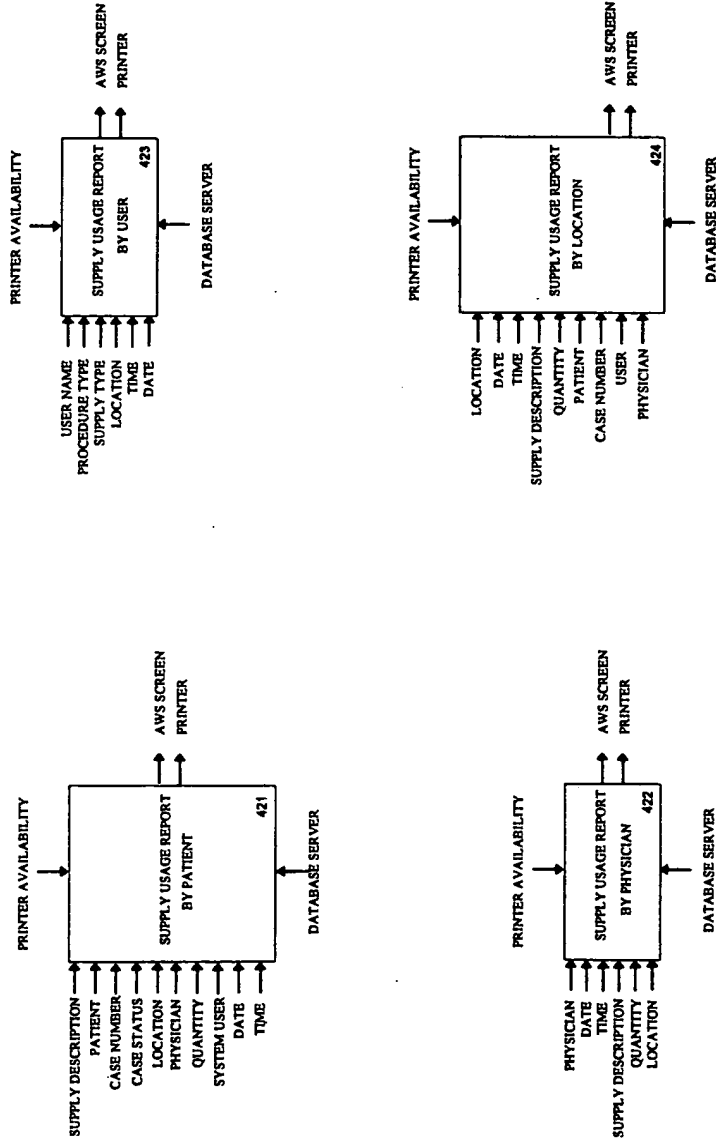 PRINTER AVAILABILITY
SUPPLY DESCRIPTION
PATIENT
CASE NUMBER
CASE STATUS
LOCATION
PHYSICIAN
QUANTITY
SYSTEM USER
DATE
TIME
SUPPLY USAGE REPORT
BY PATIENT
421
AWS SCREEN
PRINTER
DATABASE SERVER
PRINTER AVAILABILITY
USER NAME
PROCEDURE TYPE
SUPPLY TYPE
LOCATION
TIME
DATE
SUPPLY USAGE REPORT
BY USER
423
AWS SCREEN
PRINTER
DATABASE SERVER
PRINTER AVAILABILITY
PHYSICIAN
DATE
TIME
SUPPLY DESCRIPTION
QUANTITY
LOCATION
SUPPLY USAGE REPORT
BY PHYSICIAN
422
AWS SCREEN
PRINTER
DATABASE SERVER
PRINTER AVAILABILITY
LOCATION
DATE
TIME
SUPPLY DESCRIPTION
QUANTITY
PATIENT
CASE NUMBER
USER
PHYSICIAN
SUPPLY USAGE REPORT
BY LOCATION
424
AWS SCREEN
PRINTER
DATABASE SERVER